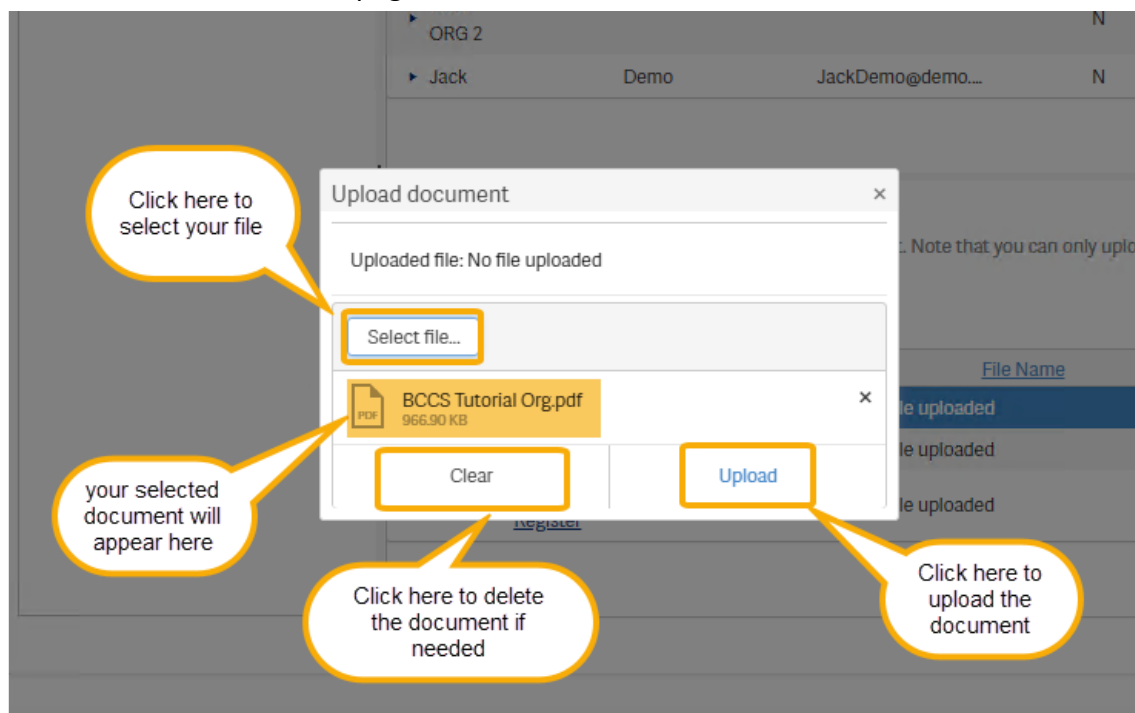 ORG 2 N
Jack Demo JackDemo@demo.... N
Click here to
select your file
Upload document ×
Uploaded file: No file uploaded
. Note that you can only uplo
Select file...
File Name
PDF BCCS Tutorial Org.pdf ×
966.90 KB
le uploaded
le uploaded
Clear Upload
le uploaded
Register
your selected
document will
appear here
Click here to delete
the document if
needed
Click here to
upload the
document